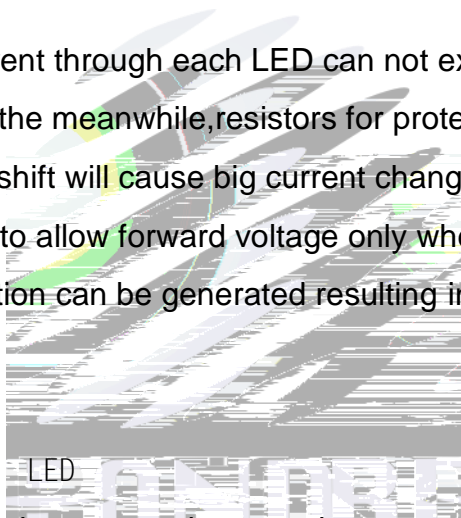 ent through each LED can not ex
the meanwhile,resistors for prote
shift will cause big current chang
to allow forward voltage only whe
tion can be generated resulting in
LED